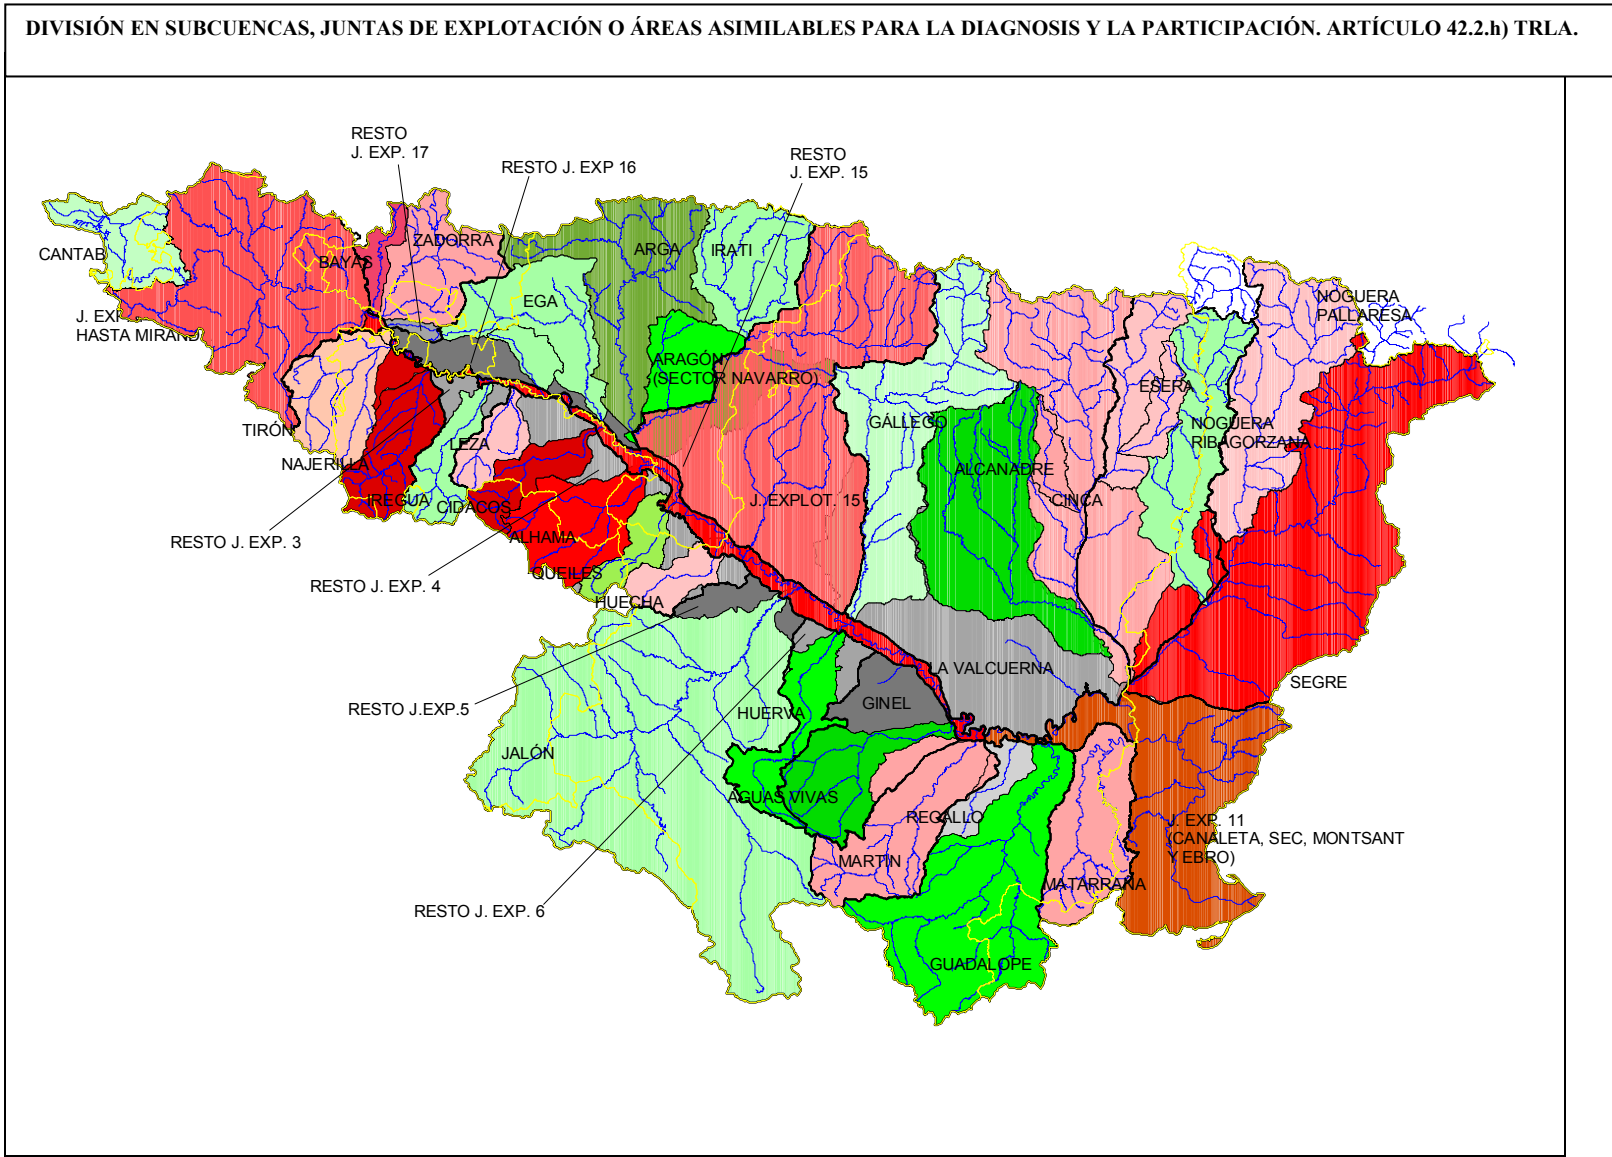 DIVISIÓN EN SUBCUENCAS, JUNTAS DE EXPLOTACIÓN O ÁREAS ASIMILABLES PARA LA DIAGNOSIS Y LA PARTICIPACIÓN. ARTÍCULO 42.2.h) TRLA.
RESTO
J. EXP. 17
RESTO J. EXP 16
RESTO
J. EXP. 15
CANTAB
BAYAS
ZADORRA
ARGA
IRATI
EGA
J. EXP
HASTA MIRAND
NOGUERA
PALLARESA
ARAGÓN
(SECTOR NAVARRO)
ESERA
TIRÓN
NAJERILLA
LEZA
GÁLLEGO
NOGUERA
RIBAGORZANA
ALCANADRE
IREGUA
CIDACOS
J. EXPLOT. 15
CINCA
RESTO J. EXP. 3
ALHAMA
RESTO J. EXP. 4
QUEILES
HUECHA
LA VALCUERNA
SEGRE
RESTO J.EXP.5
HUERVA
GINEL
JALÓN
AGUAS VIVAS
REGALLO
J. EXP. 11
(CANALETA, SEC, MONTSANT
Y EBRO)
MARTIN
MATARRAÑA
RESTO J. EXP. 6
GUADALOPE